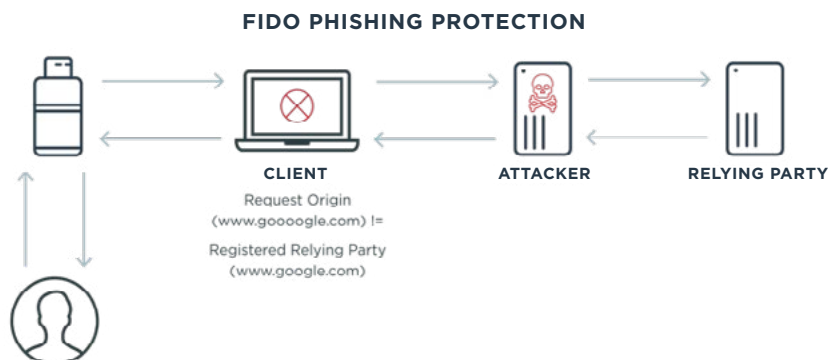 FIDO PHISHING PROTECTION
CLIENT
ATTACKER
RELYING PARTY
Request Origin
(www.goooogle.com) !=
Registered Relying Party
(www.google.com)